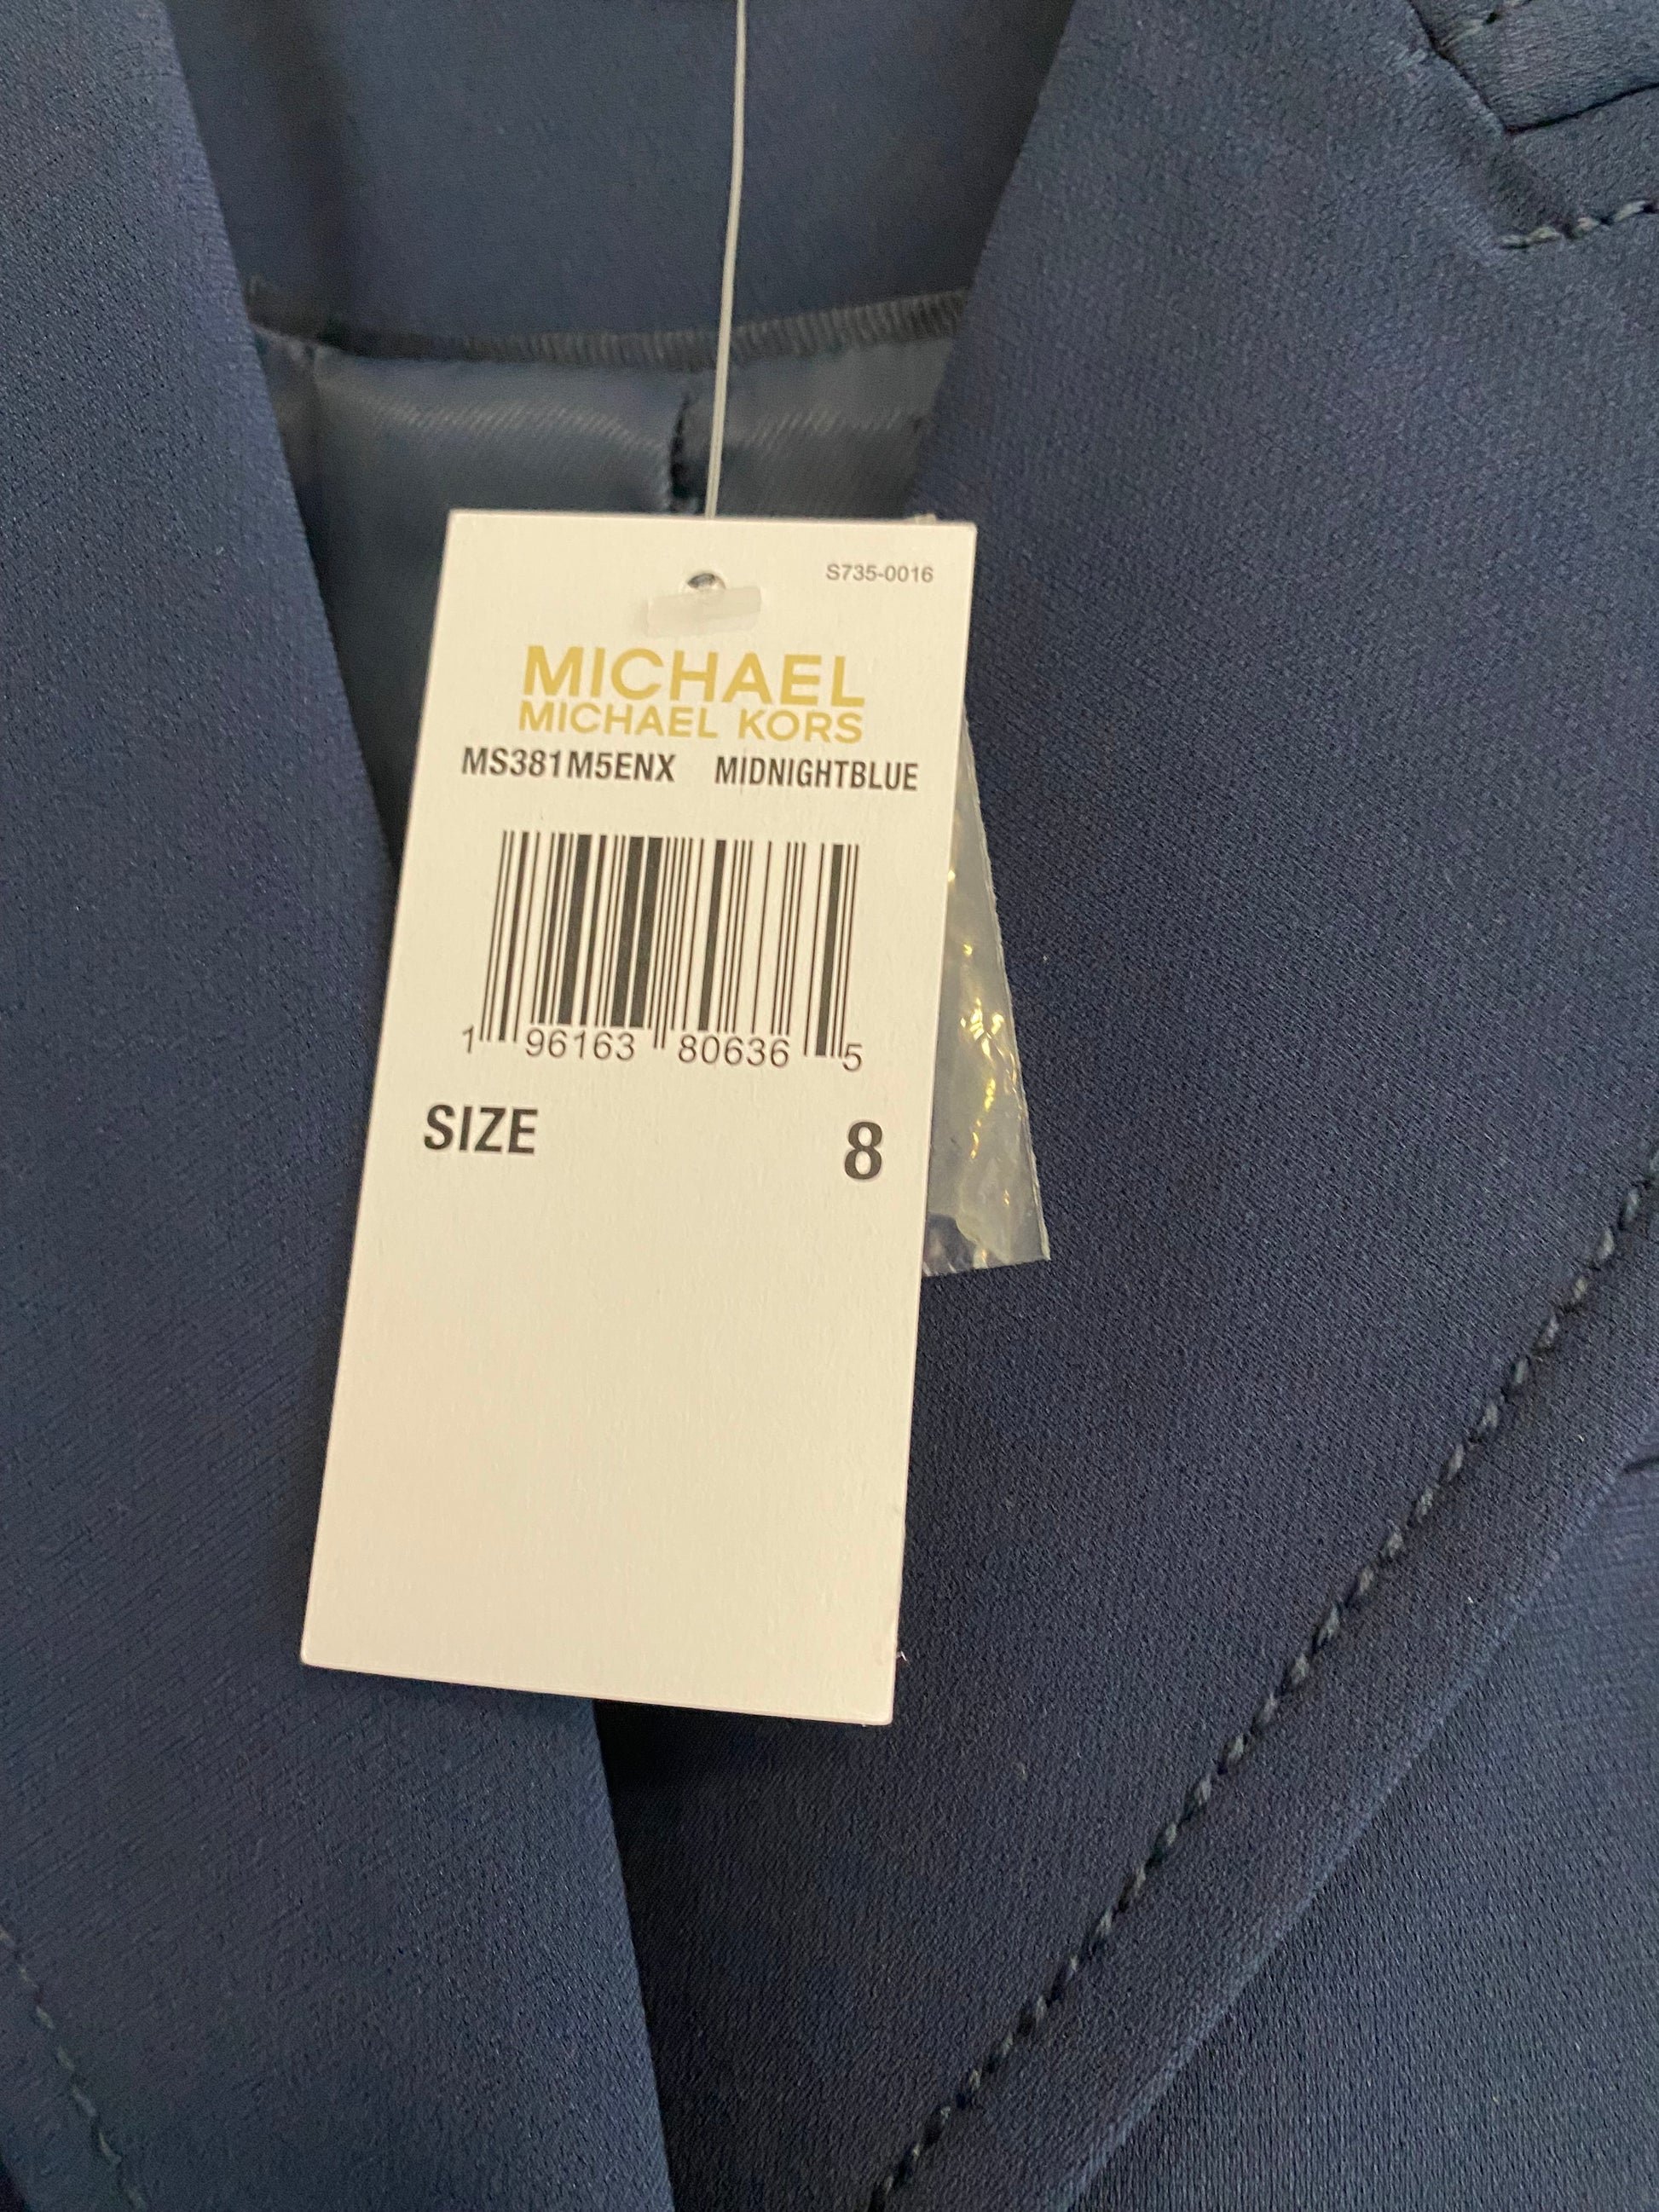 S735-0016
MICHAEL
MICHAEL KORS
MS381M5ENX MIDNIGHTBLUE
1 96163 80636 5
SIZE 8